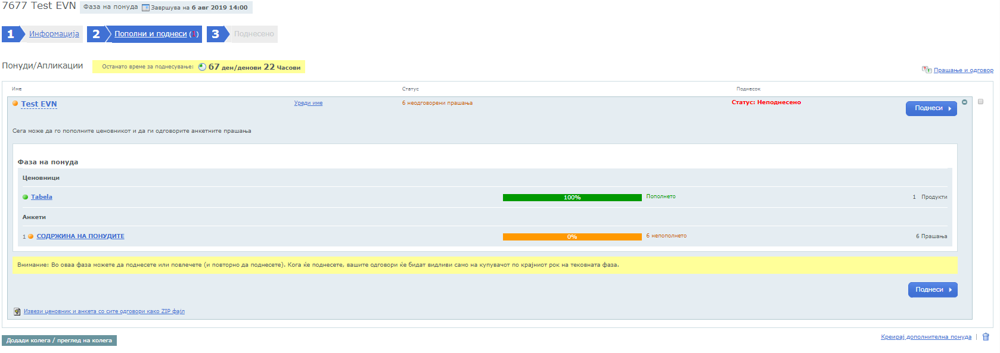 7677 Test EVN Фаза на понуда Завршува на 6 авг 2019 14:00
1 Информација 2 Пополни и поднеси (1) 3 Поднесено
Понуди/Апликации Останато време за поднесување: 67 ден/денови 22 Часови
Прашање и одговор
Име Статус Поднесок
Test EVN Уреди име 6 неодговорени прашања Статус: Неподнесено
Поднеси
Сега може да го пополните ценовникот и да ги одговорите анкетните прашања
Фаза на понуда
Ценовници
Tabela 100% Пополнето 1 Продукти
Анкети
1 СОДРЖИНА НА ПОНУДИТЕ 0% 6 непополнето 6 Прашања
Внимание: Во оваа фаза можете да поднесете или повлечете (и повторно да поднесете). Кога ќе поднесете, вашите одговори ќе бидат видливи само на купувачот по крајниот рок на тековната фаза.
Поднеси
Извези ценовник и анкета со сите одговори како ZIP фајл
Креирај дополнителна понуда |
Додади колега / преглед на колега